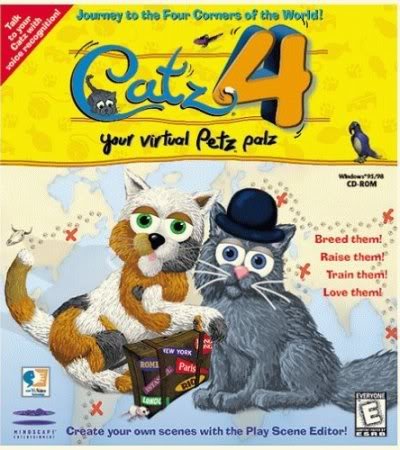 Journey to the Four Corners of the World!
Talk
to your
Catz with
voice recognition!
Catz 4
your virtual Petz palz
Windows® 95/98
CD-ROM
Breed them!
Raise them!
Train them!
Love them!
NEW YORK
ROME
Paris
MINDSCAPE
ENTERTAINMENT
EVERYONE
E
ESRB
Create your own scenes with the Play Scene Editor!